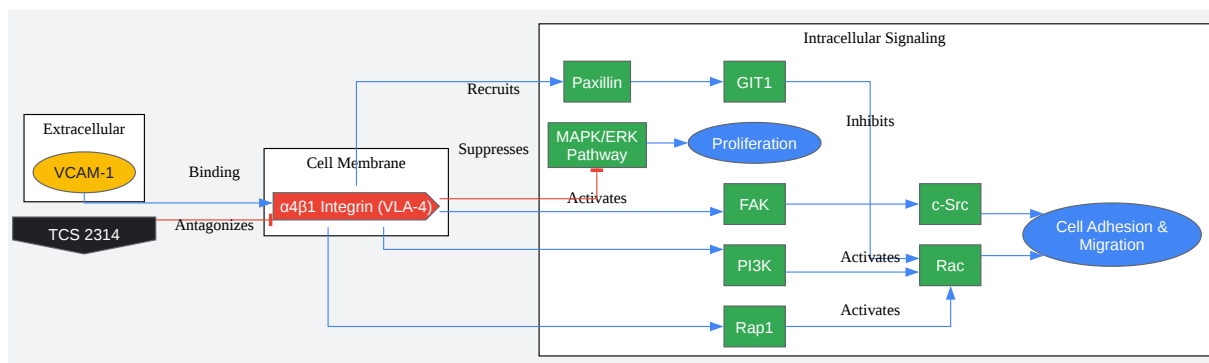 Intracellular Signaling
Paxillin
GIT1
Recruits
Inhibits
Extracellular
MAPK/ERK
Pathway
Proliferation
Suppresses
Cell Membrane
VCAM-1
Binding
α4β1 Integrin (VLA-4)
Activates
FAK
c-Src
Antagonizes
TCS 2314
Cell Adhesion &
Migration
PI3K
Activates
Rac
Rap1
Activates